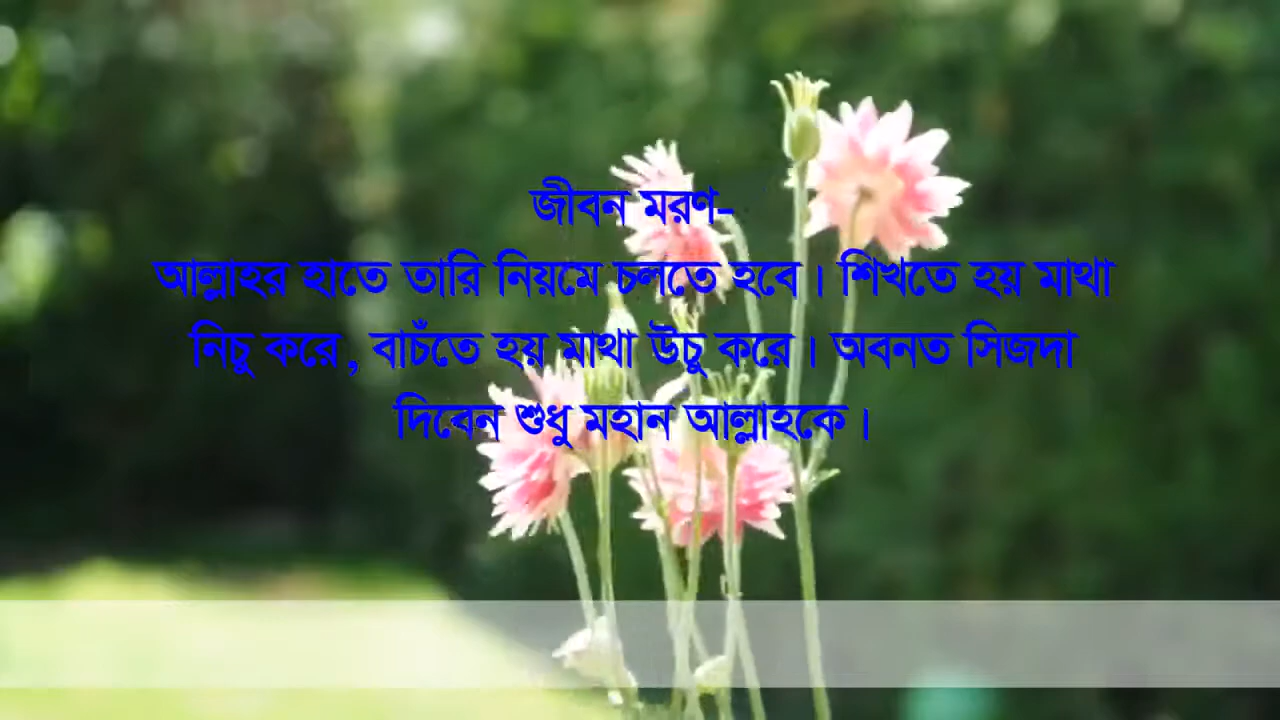 জীবন মরণ-
আল্লাহর হাতে তারি নিয়মে চলতে হবে। শিখতে হয় মাথা
নিচু করে, বাচঁতে হয় মাথা উচু করে। অবনত সিজদা
দিবেন শুধু মহান আল্লাহকে।